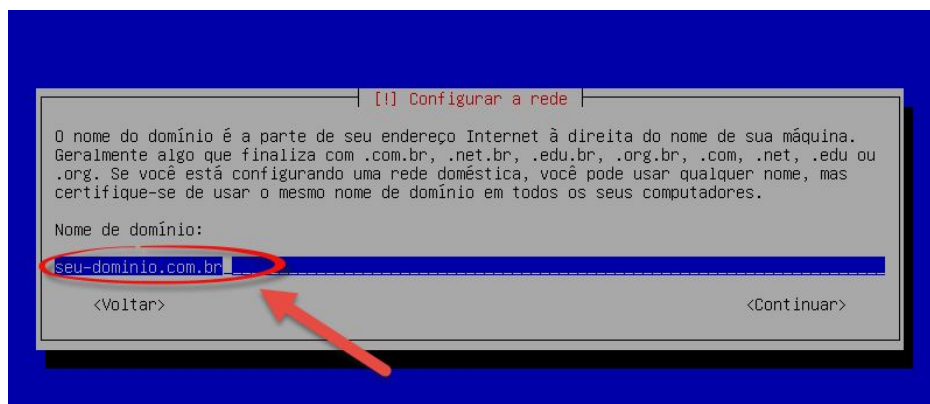 [!] Configurar a rede
O nome do domínio é a parte de seu endereço Internet à direita do nome de sua máquina.
Geralmente algo que finaliza com .com.br, .net.br, .edu.br, .org.br, .com, .net, .edu ou
.org. Se você está configurando uma rede doméstica, você pode usar qualquer nome, mas
certifique-se de usar o mesmo nome de domínio em todos os seus computadores.
Nome de domínio:
seu-dominio.com.br
<Voltar> <Continuar>